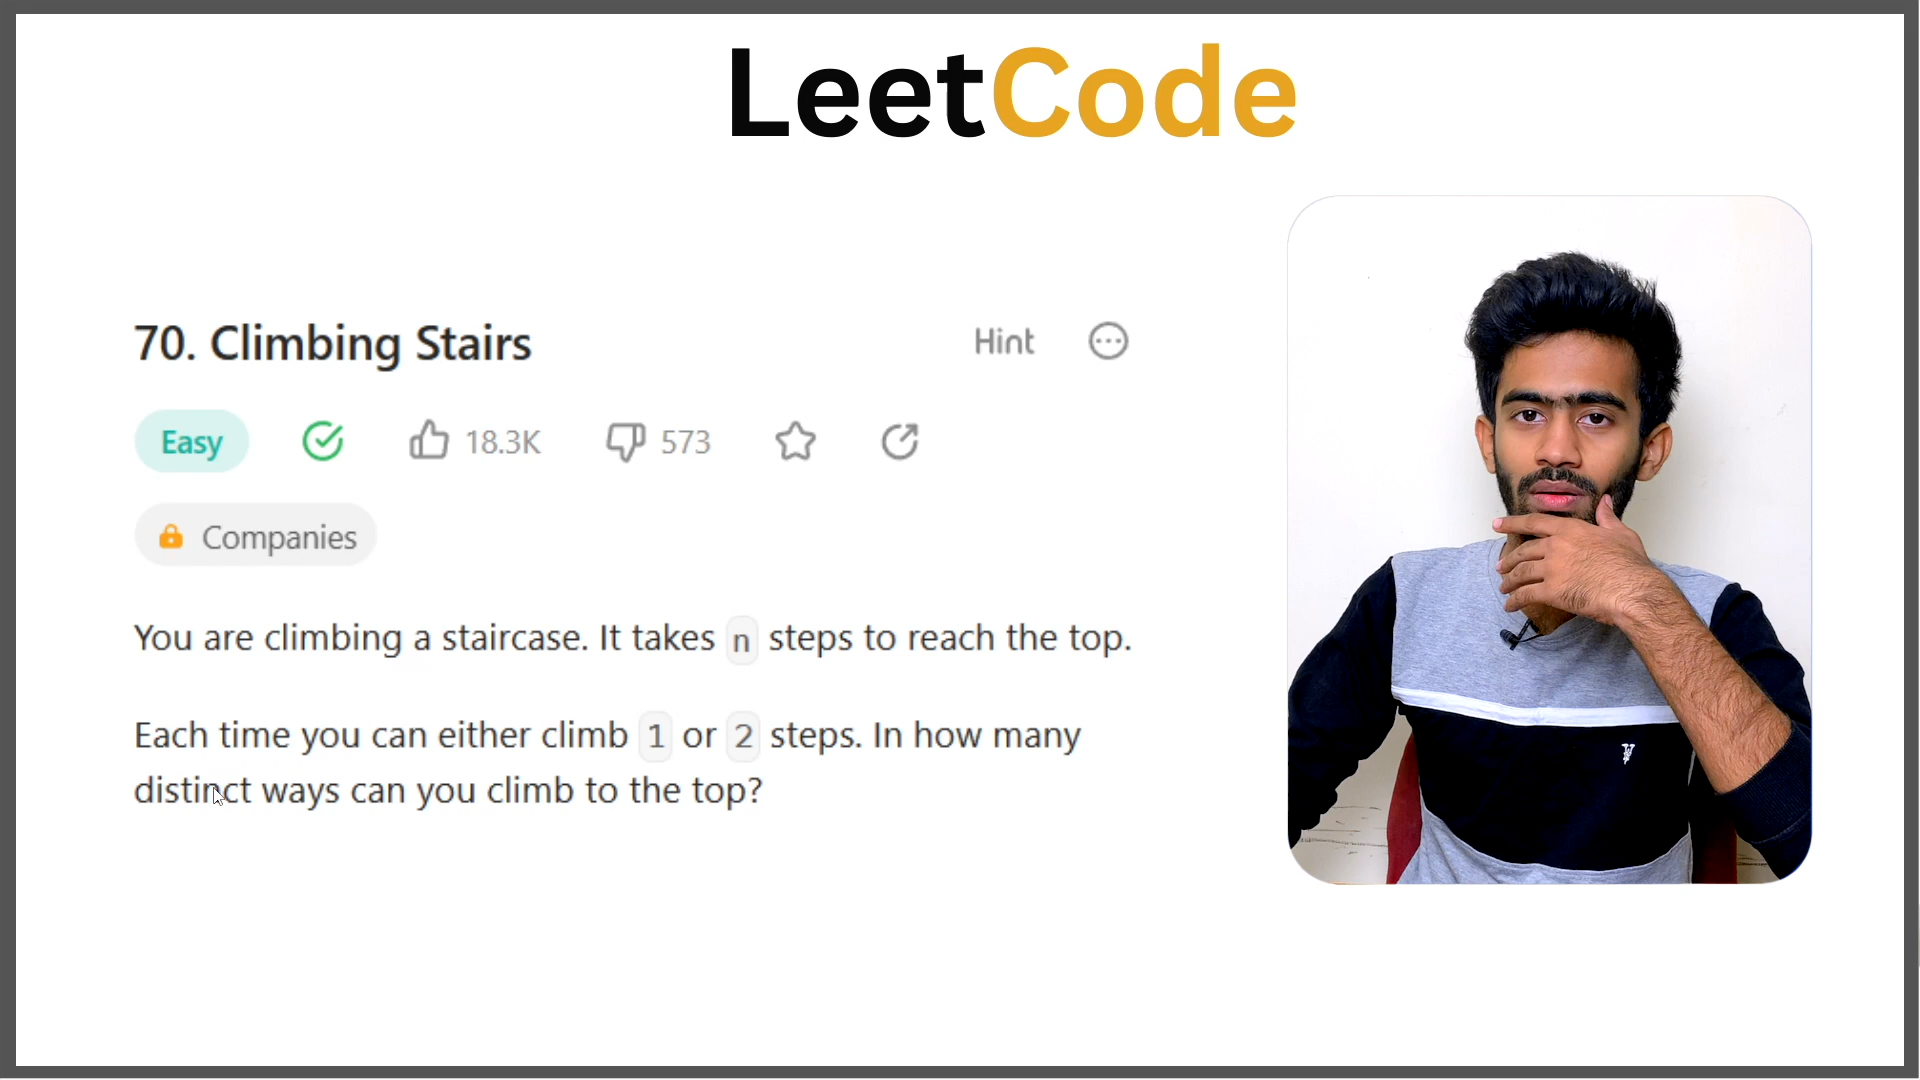 LeetCode
70. Climbing Stairs
Hint
Easy
18.3K
573
Companies
You are climbing a staircase. It takes n steps to reach the top.
Each time you can either climb 1 or 2 steps. In how many
distinct ways can you climb to the top?